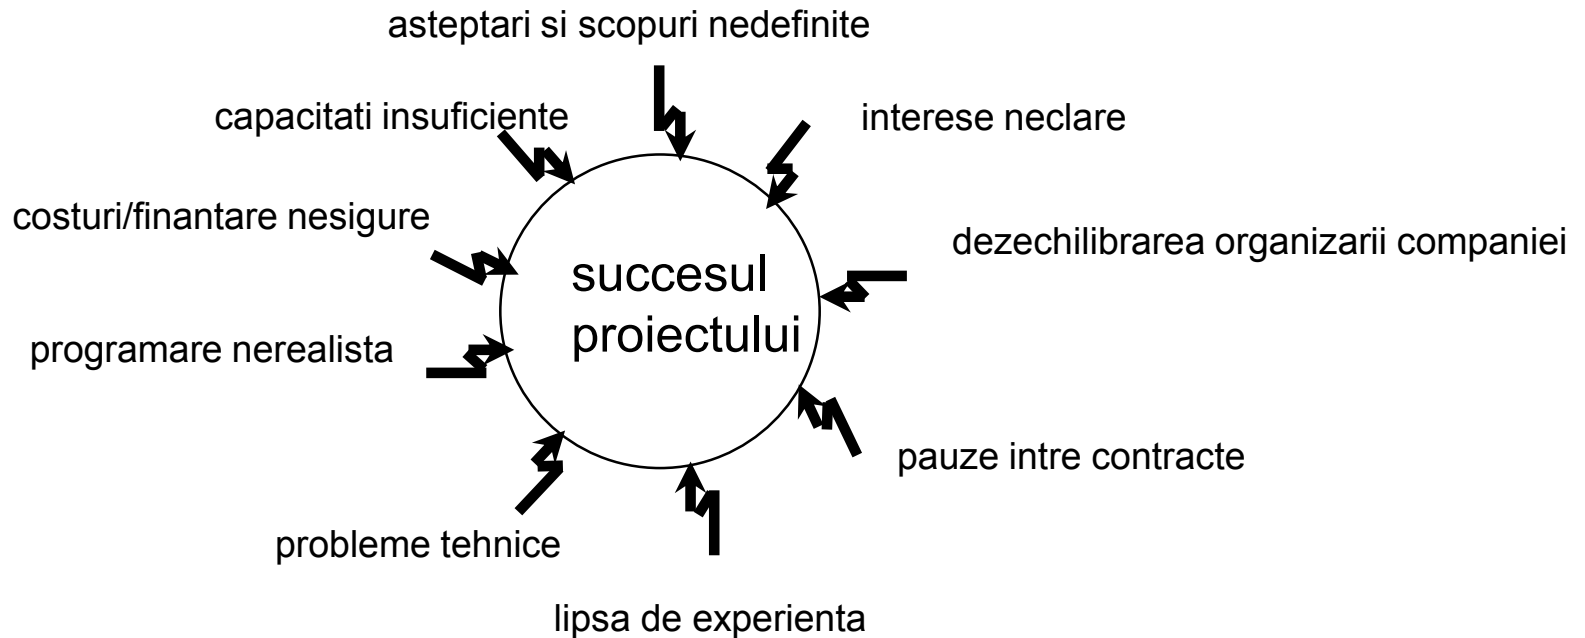 asteptari si scopuri nedefinite
capacitati insuficiente
interese neclare
costuri/finantare nesigure
dezechilibrarea organizarii companiei
succesul
proiectului
programare nerealista
pauze intre contracte
probleme tehnice
lipsa de experienta